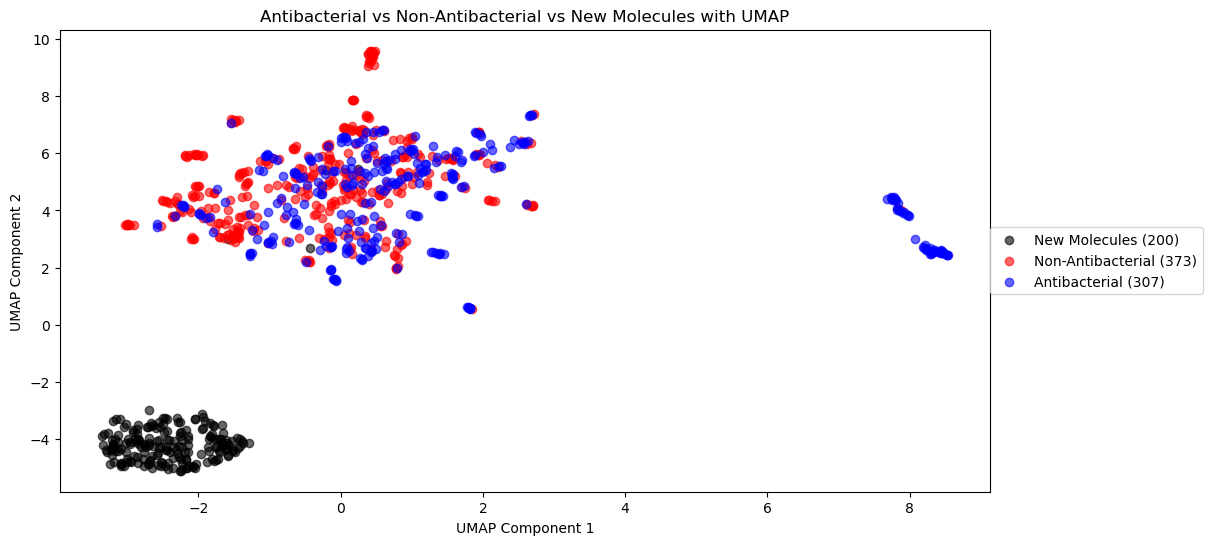 Antibacterial vs Non-Antibacterial vs New Molecules with UMAP
10
8
6
4
2
0
−2
−4
UMAP Component 2
−2 0 2 4 6 8
UMAP Component 1
New Molecules (200)
Non-Antibacterial (373)
Antibacterial (307)